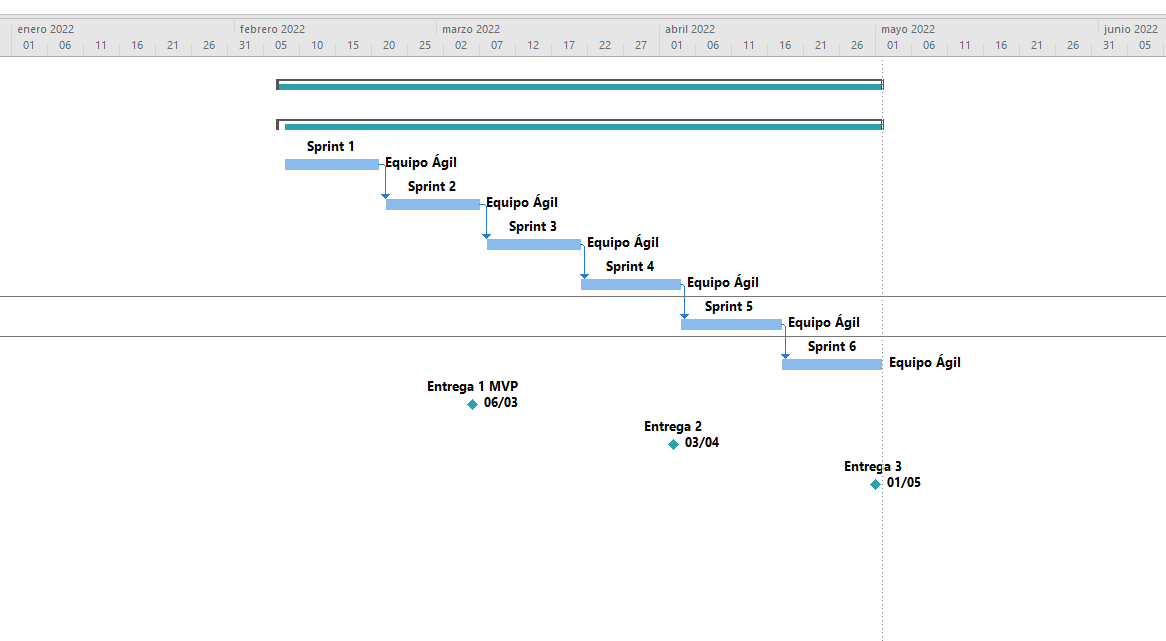 enero 2022 febrero 2022 marzo 2022 abril 2022 mayo 2022 junio 2022
01 06 11 16 21 26 31 05 10 15 20 25 02 07 12 17 22 27 01 06 11 16 21 26 01 06 11 16 21 26 31 05
Sprint 1
Equipo Ágil
Sprint 2
Equipo Ágil
Sprint 3
Equipo Ágil
Sprint 4
Equipo Ágil
Sprint 5
Equipo Ágil
Sprint 6
Equipo Ágil
Entrega 1 MVP
06/03
Entrega 2
03/04
Entrega 3
01/05